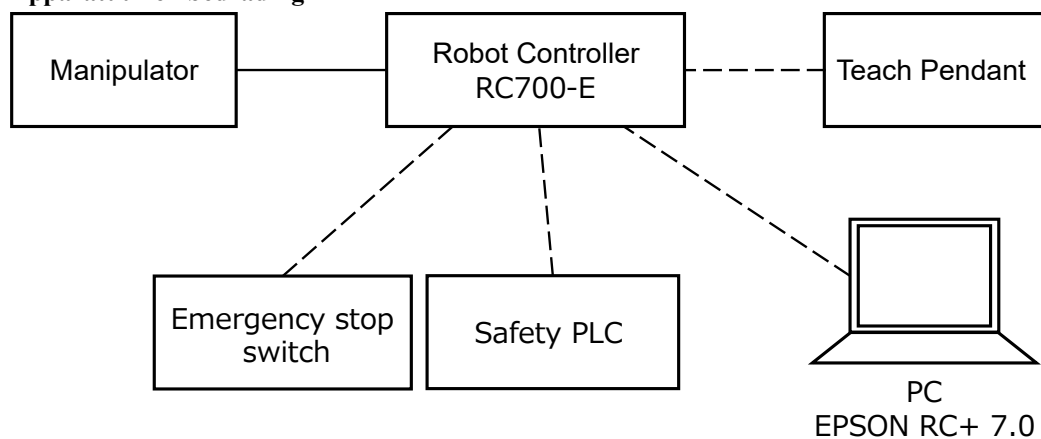 Manipulator
Robot Controller
RC700-E
Teach Pendant
Emergency stop
switch
Safety PLC
PC
EPSON RC+ 7.0